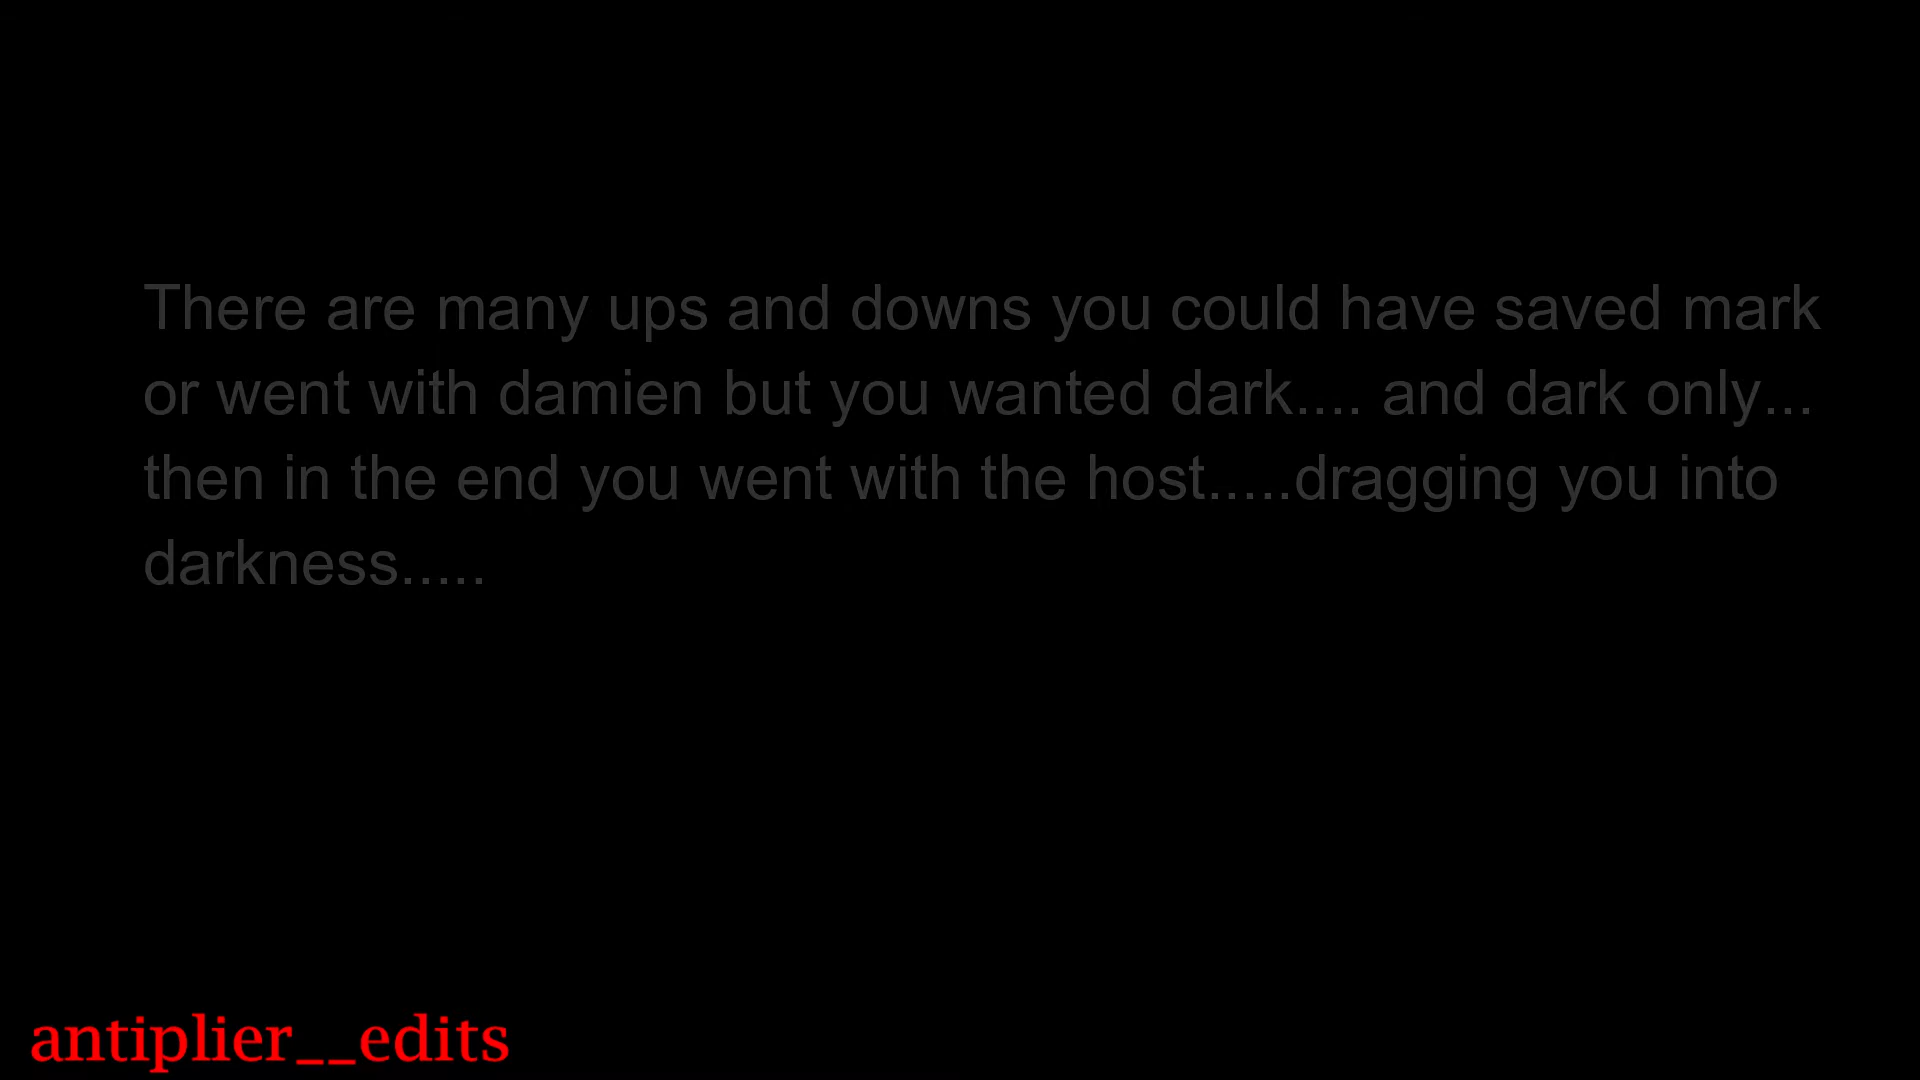 There are many ups and downs you could have saved mark
or went with damien but you wanted dark.... and dark only...
then in the end you went with the host.....dragging you into
darkness.....
antiplier__edits